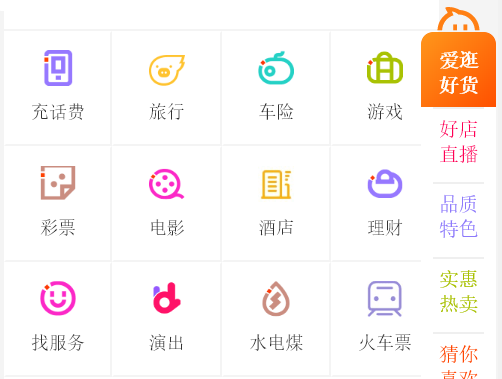 充话费 旅行 车险 游戏
彩票 电影 酒店 理财
找服务 演出 水电煤 火车票
爱逛
好货
好店
直播
品质
特色
实惠
热卖
猜你
喜欢